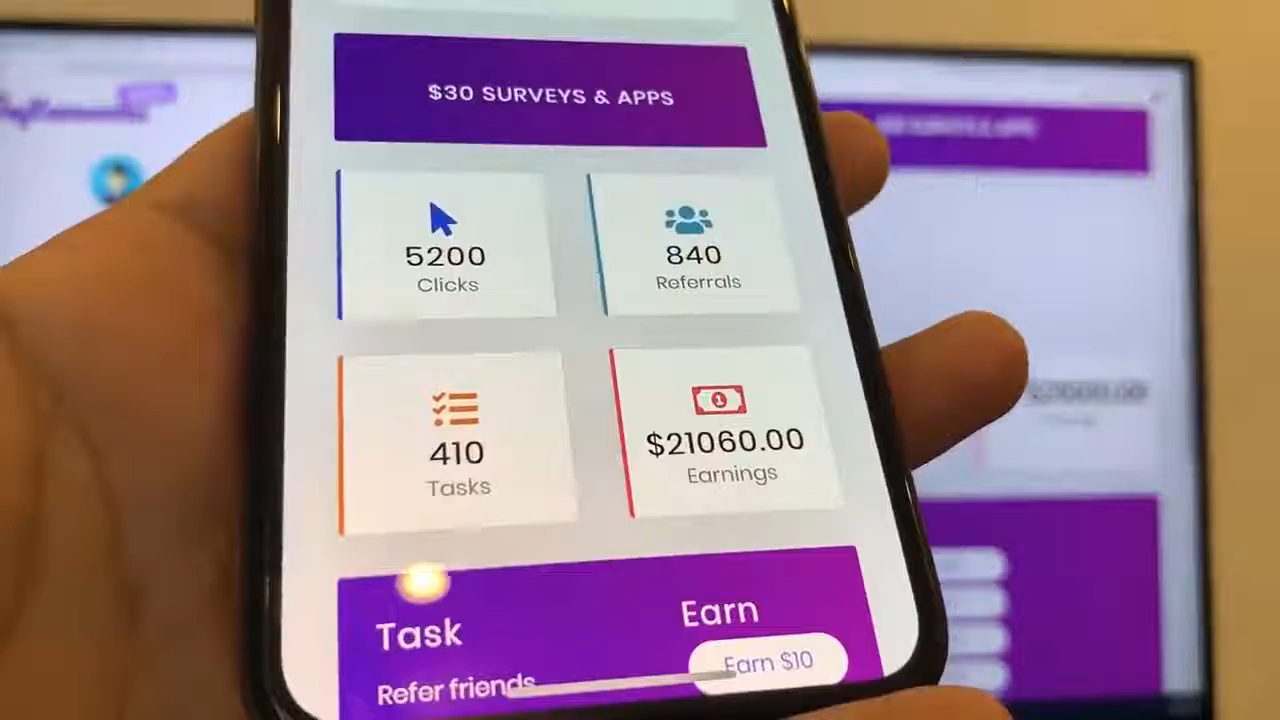 $30 SURVEYS & APPS
5200
Clicks
840
Referrals
410
Tasks
$21060.00
Earnings
Task
Earn
Refer friends
Earn $10